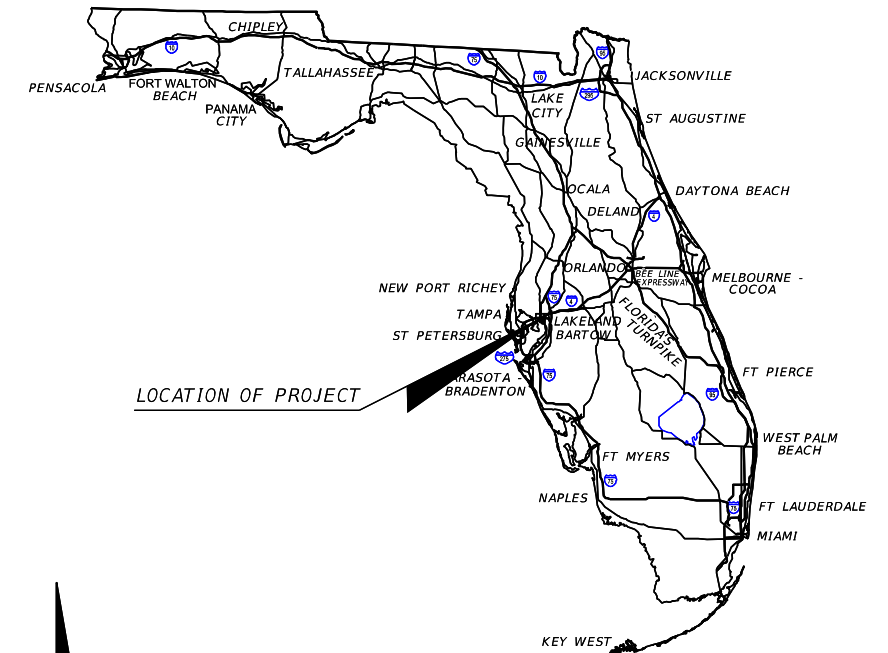 CHIPLEY
10
75
95
TALLAHASSEE
10
JACKSONVILLE
PENSACOLA
FORT WALTON
BEACH
PANAMA
CITY
LAKE
CITY
295
ST AUGUSTINE
GAINESVILLE
OCALA
DAYTONA BEACH
DELAND
4
ORLANDO
BEE LINE
EXPRESSWAY
MELBOURNE -
COCOA
NEW PORT RICHEY
75
4
TAMPA
ST PETERSBURG
LAKELAND
BARTOW
FLORIDA'S
TURNPIKE
275
75
ARASOTA -
BRADENTON
FT PIERCE
95
LOCATION OF PROJECT
WEST PALM
BEACH
FT MYERS
75
NAPLES
75
FT LAUDERDALE
MIAMI
KEY WEST